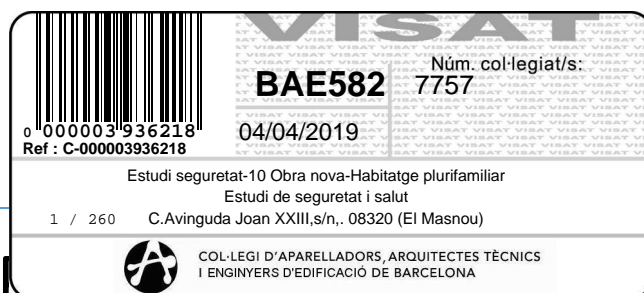 VISAT
BAE582
Núm. col·legiat/s:
7757
0 000003 936218
Ref : C-000003936218
04/04/2019
Estudi seguretat-10 Obra nova-Habitatge plurifamiliar
Estudi de seguretat i salut
1 / 260 C.Avinguda Joan XXIII,s/n,. 08320 (El Masnou)
COL·LEGI D'APARELLADORS, ARQUITECTES TÈCNICS
I ENGINYERS D'EDIFICACIÓ DE BARCELONA